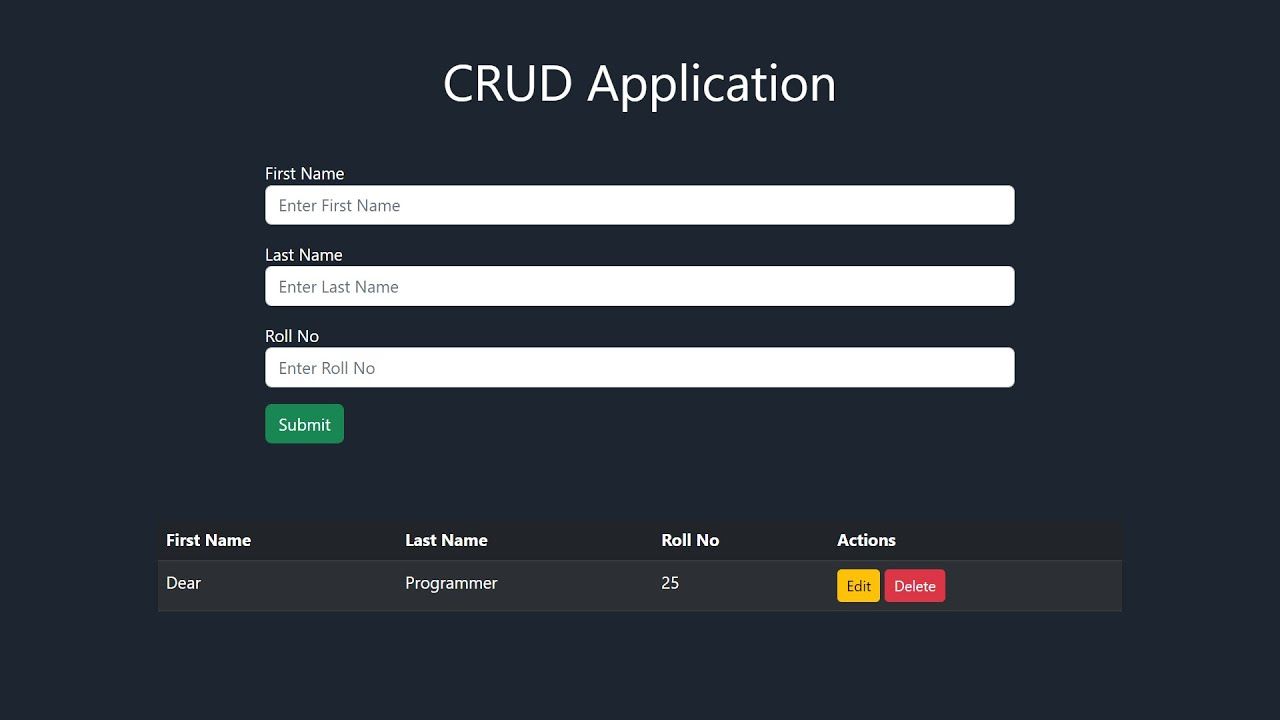 CRUD Application
First Name
Enter First Name
Last Name
Enter Last Name
Roll No
Enter Roll No
Submit
First Name Last Name Roll No Actions
Dear Programmer 25 Edit Delete